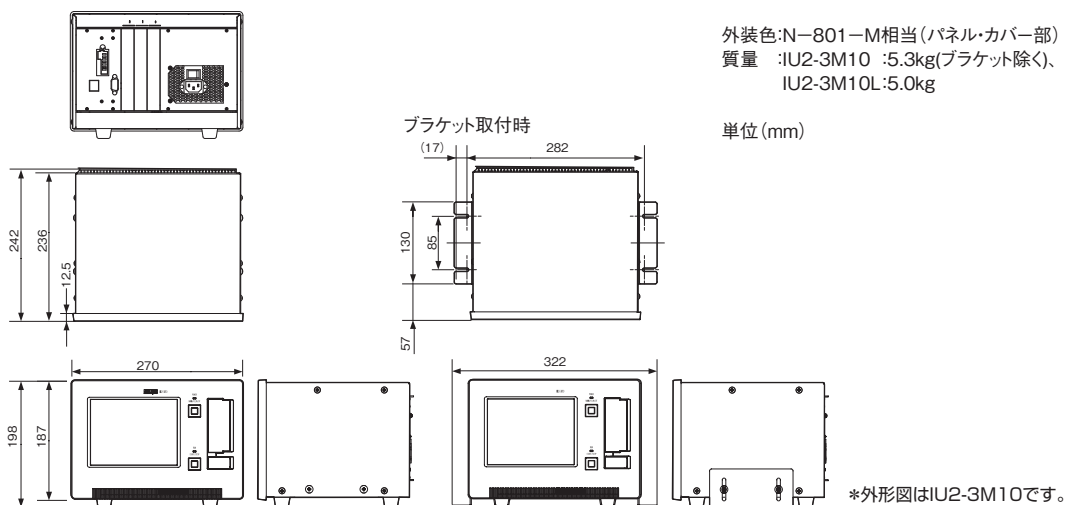 外装色:N−801−M相当(パネル・カバー部)
質量 :IU2-3M10 :5.3kg(ブラケット除く)、
IU2-3M10L:5.0kg
単位(mm)
ブラケット取付時
(17)
282
242
236
12.5
130
85
57
270
322
198
187
*外形図はIU2-3M10です。